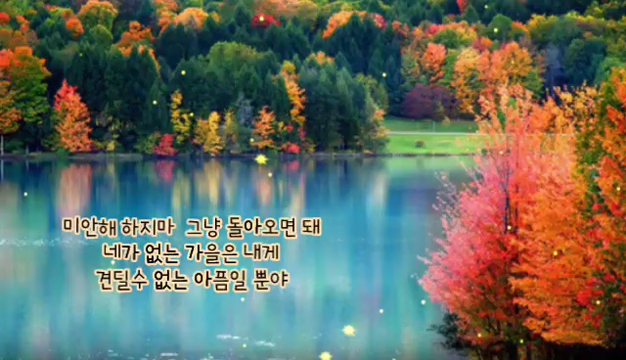 미안해 하지마 그냥 돌아오면 돼
네가 없는 가을은 내게
견딜수 없는 아픔일 뿐야